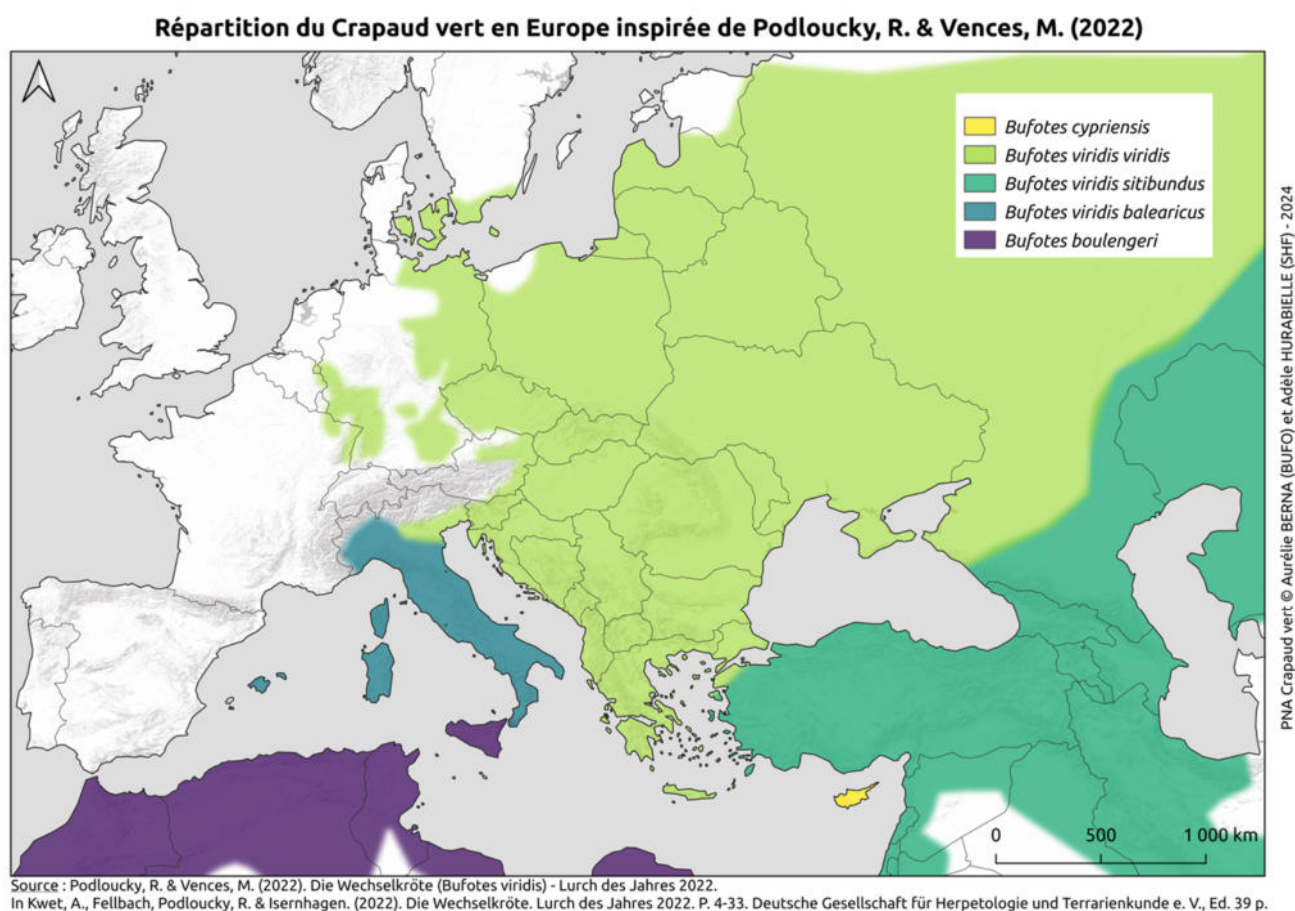 Répartition du Crapaud vert en Europe inspirée de Podloucky, R. & Vences, M. (2022)
Bufotes cypriensis
Bufotes viridis viridis
Bufotes viridis sitibundus
Bufotes viridis balearicus
Bufotes boulengeri
PNA Crapaud vert © Aurélie BERNA (BUFO) et Adèle HURABIELLE (SHF) - 2024
0 500 1 000 km
Source : Podloucky, R. & Vences, M. (2022). Die Wechselkröte (Bufotes viridis) - Lurch des Jahres 2022.
In Kwet, A., Fellbach, Podloucky, R. & Isernhagen. (2022). Die Wechselkröte. Lurch des Jahres 2022. P. 4-33. Deutsche Gesellschaft für Herpetologie und Terrarienkunde e. V., Ed. 39 p.